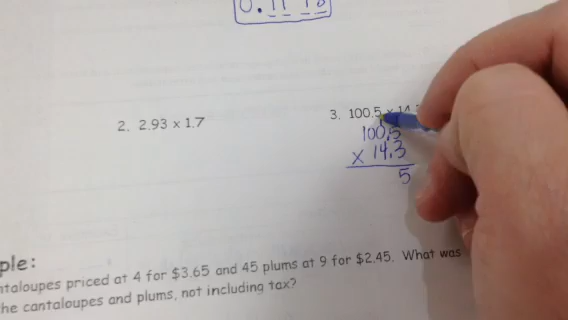 2. 2.93 x 1.7
3. 100.5 x 14.
100.5
x 14.3
5
ple:
ntaloupes priced at 4 for $3.65 and 45 plums at 9 for $2.45. What was
he cantaloupes and plums, not including tax?